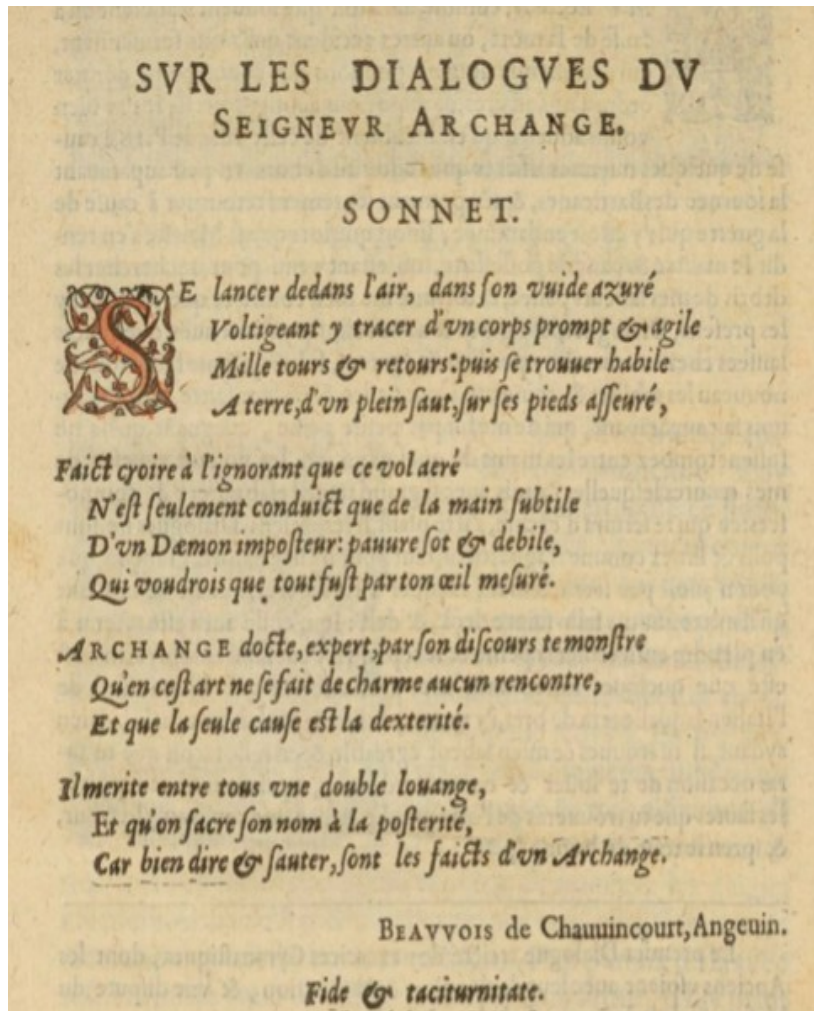 SVR LES DIALOGVES DV
SEIGNEVR ARCHANGE.
SONNET.
SE lancer dedans l'air, dans ſon vuide azuré
Voltigeant y tracer d'vn corps prompt & agile
Mille tours & retours: puis ſe trouuer habile
A terre, d'vn plein ſaut, ſur ſes pieds aſſeuré,
Faict croire à l'ignorant que ce vol aeré
N'eſt ſeulement conduict que de la main ſubtile
D'vn Dæmon impoſteur: pauure ſot & debile,
Qui voudrois que tout fuſt par ton œil meſuré.
ARCHANGE docte, expert, par ſon diſcours te monſtre
Qu'en ceſt art ne ſe fait de charme aucun rencontre,
Et que la ſeule cauſe eſt la dexterité.
Il merite entre tous vne double louange,
Et qu'on ſacre ſon nom à la poſterité,
Car bien dire & ſauter, ſont les faicts d'vn Archange.
BEAVVOIS de Chauuincourt, Angeuin.
Fide & taciturnitate.